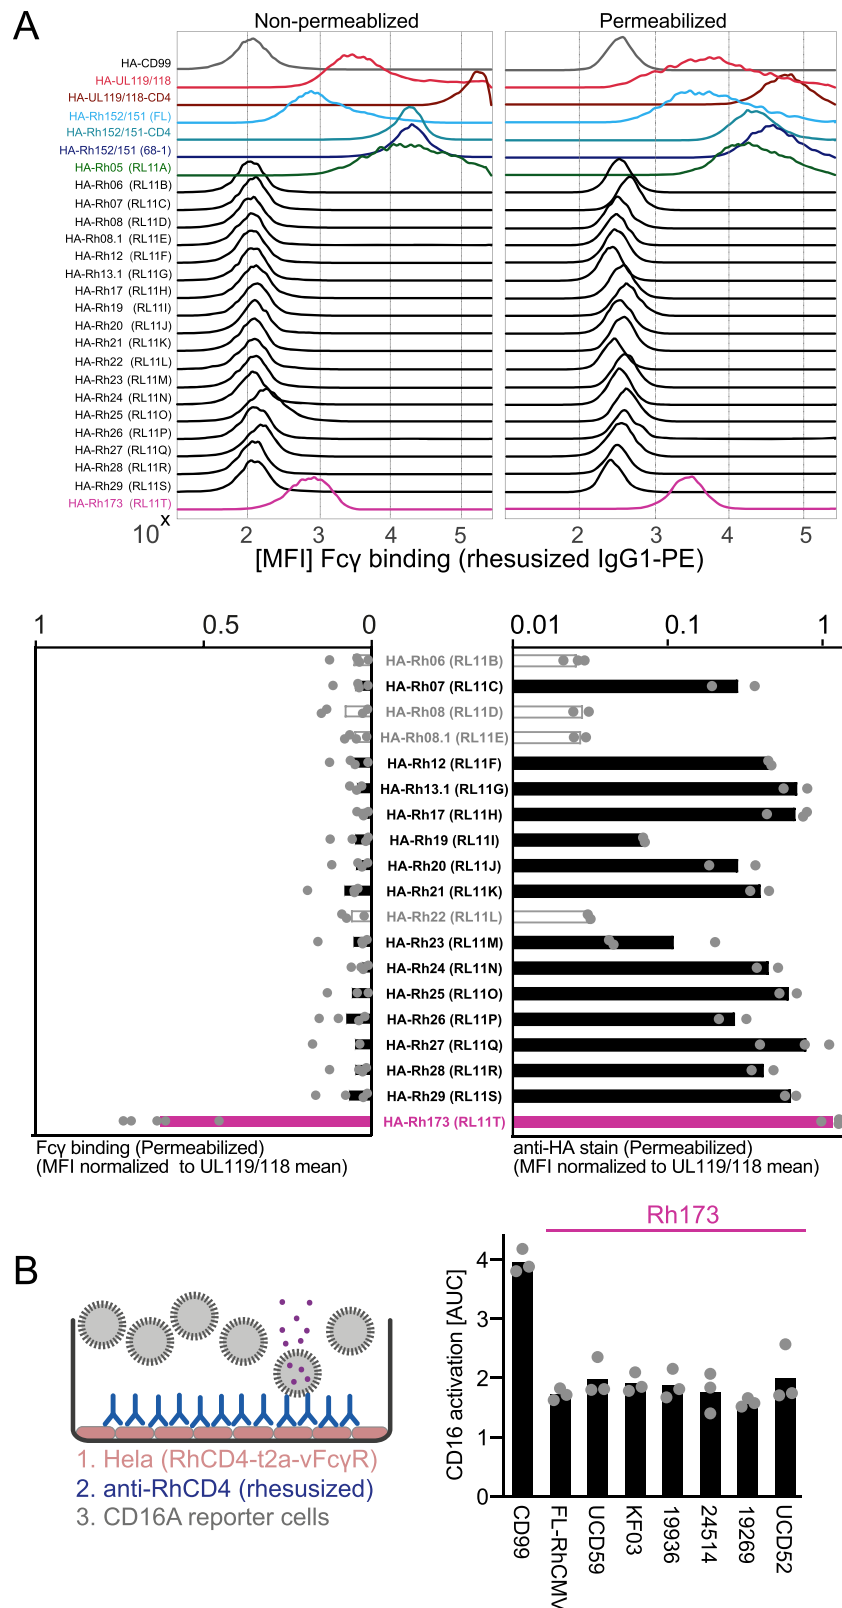 A
Non-permeablized
Permeabilized
HA-CD99
HA-UL119/118
HA-UL119/118-CD4
HA-Rh152/151 (FL)
HA-Rh152/151-CD4
HA-Rh152/151 (68-1)
HA-Rh05 (RL11A)
HA-Rh06 (RL11B)
HA-Rh07 (RL11C)
HA-Rh08 (RL11D)
HA-Rh08.1 (RL11E)
HA-Rh12 (RL11F)
HA-Rh13.1 (RL11G)
HA-Rh17 (RL11H)
HA-Rh19 (RL11I)
HA-Rh20 (RL11J)
HA-Rh21 (RL11K)
HA-Rh22 (RL11L)
HA-Rh23 (RL11M)
HA-Rh24 (RL11N)
HA-Rh25 (RL11O)
HA-Rh26 (RL11P)
HA-Rh27 (RL11Q)
HA-Rh28 (RL11R)
HA-Rh29 (RL11S)
HA-Rh173 (RL11T)
10x 2 3 4 5 2 3 4 5
[MFI] Fcγ binding (rhesusized IgG1-PE)
1 0.5 0 0.01 0.1 1
HA-Rh06 (RL11B)
HA-Rh07 (RL11C)
HA-Rh08 (RL11D)
HA-Rh08.1 (RL11E)
HA-Rh12 (RL11F)
HA-Rh13.1 (RL11G)
HA-Rh17 (RL11H)
HA-Rh19 (RL11I)
HA-Rh20 (RL11J)
HA-Rh21 (RL11K)
HA-Rh22 (RL11L)
HA-Rh23 (RL11M)
HA-Rh24 (RL11N)
HA-Rh25 (RL11O)
HA-Rh26 (RL11P)
HA-Rh27 (RL11Q)
HA-Rh28 (RL11R)
HA-Rh29 (RL11S)
HA-Rh173 (RL11T)
Fcγ binding (Permeabilized)
(MFI normalized to UL119/118 mean)
anti-HA stain (Permeabilized)
(MFI normalized to UL119/118 mean)
B
1. Hela (RhCD4-t2a-vFcγR)
2. anti-RhCD4 (rhesusized)
3. CD16A reporter cells
Rh173
CD16 activation [AUC]
4
3
2
1
0
CD99
FL-RhCMV
UCD59
KF03
19936
24514
19269
UCD52